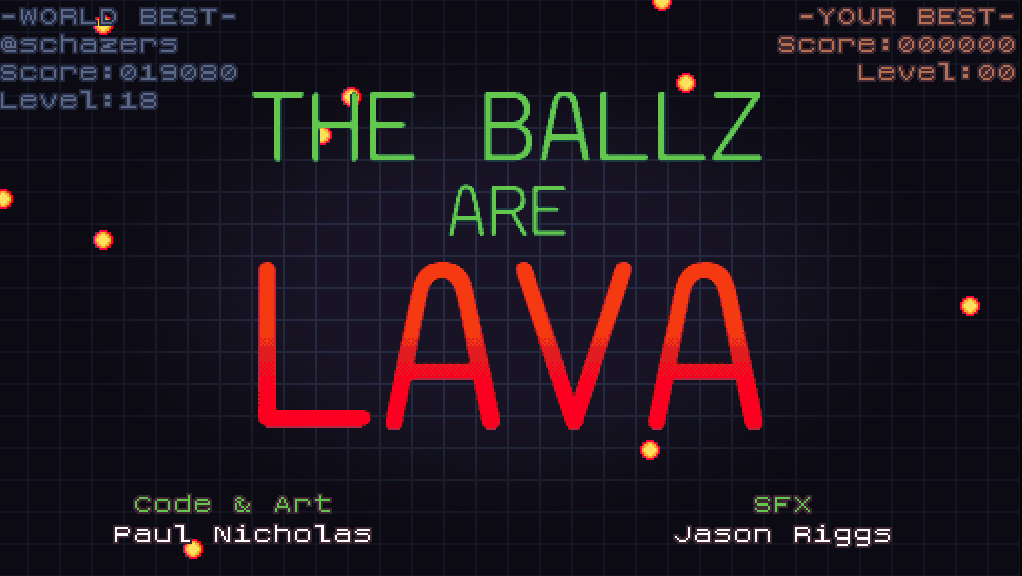 -WORLD BEST-
@schazers
Score:019080
Level:18
-YOUR BEST-
Score:000000
Level:00
THE BALLZ
ARE
LAVA
Code & Art
Paul Nicholas
SFX
Jason Riggs